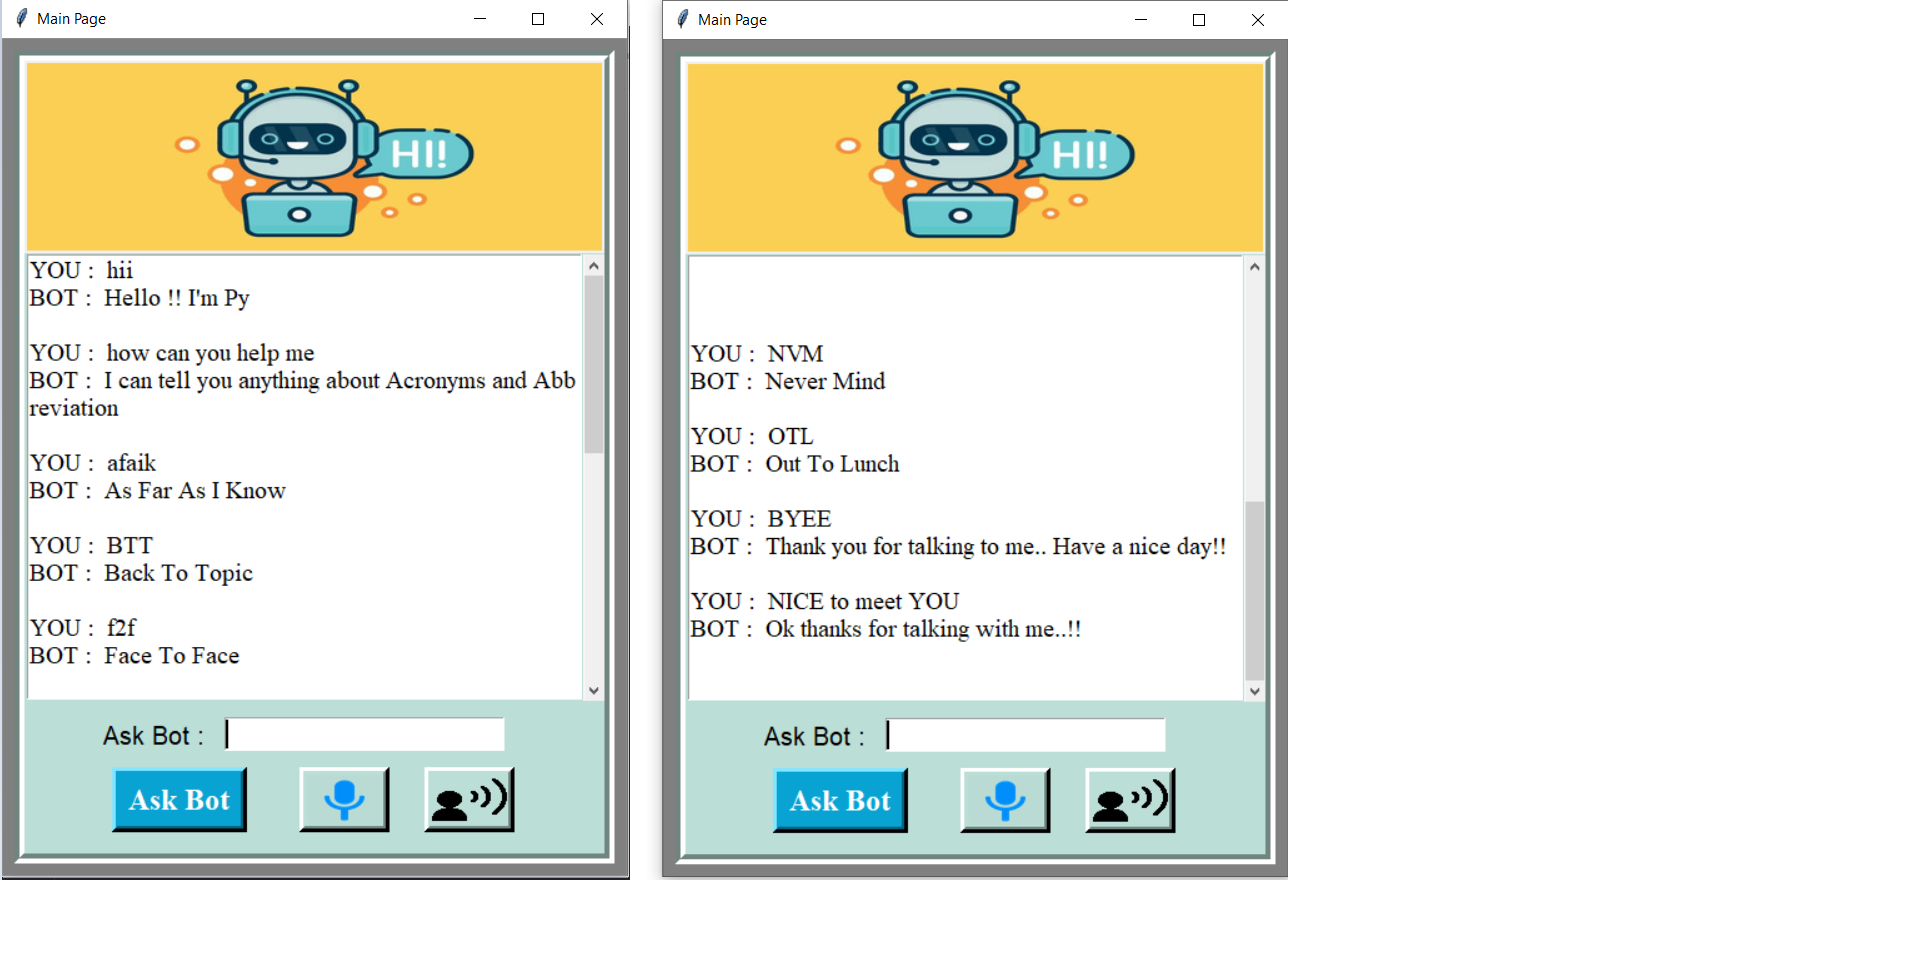 Main Page
HI!
YOU : hii
BOT : Hello !! I'm Py
YOU : how can you help me
BOT : I can tell you anything about Acronyms and Abb
reviation
YOU : afaik
BOT : As Far As I Know
YOU : BTT
BOT : Back To Topic
YOU : f2f
BOT : Face To Face
Ask Bot :
Ask Bot
Main Page
HI!
YOU : NVM
BOT : Never Mind
YOU : OTL
BOT : Out To Lunch
YOU : BYEE
BOT : Thank you for talking to me.. Have a nice day!!
YOU : NICE to meet YOU
BOT : Ok thanks for talking with me..!!
Ask Bot :
Ask Bot